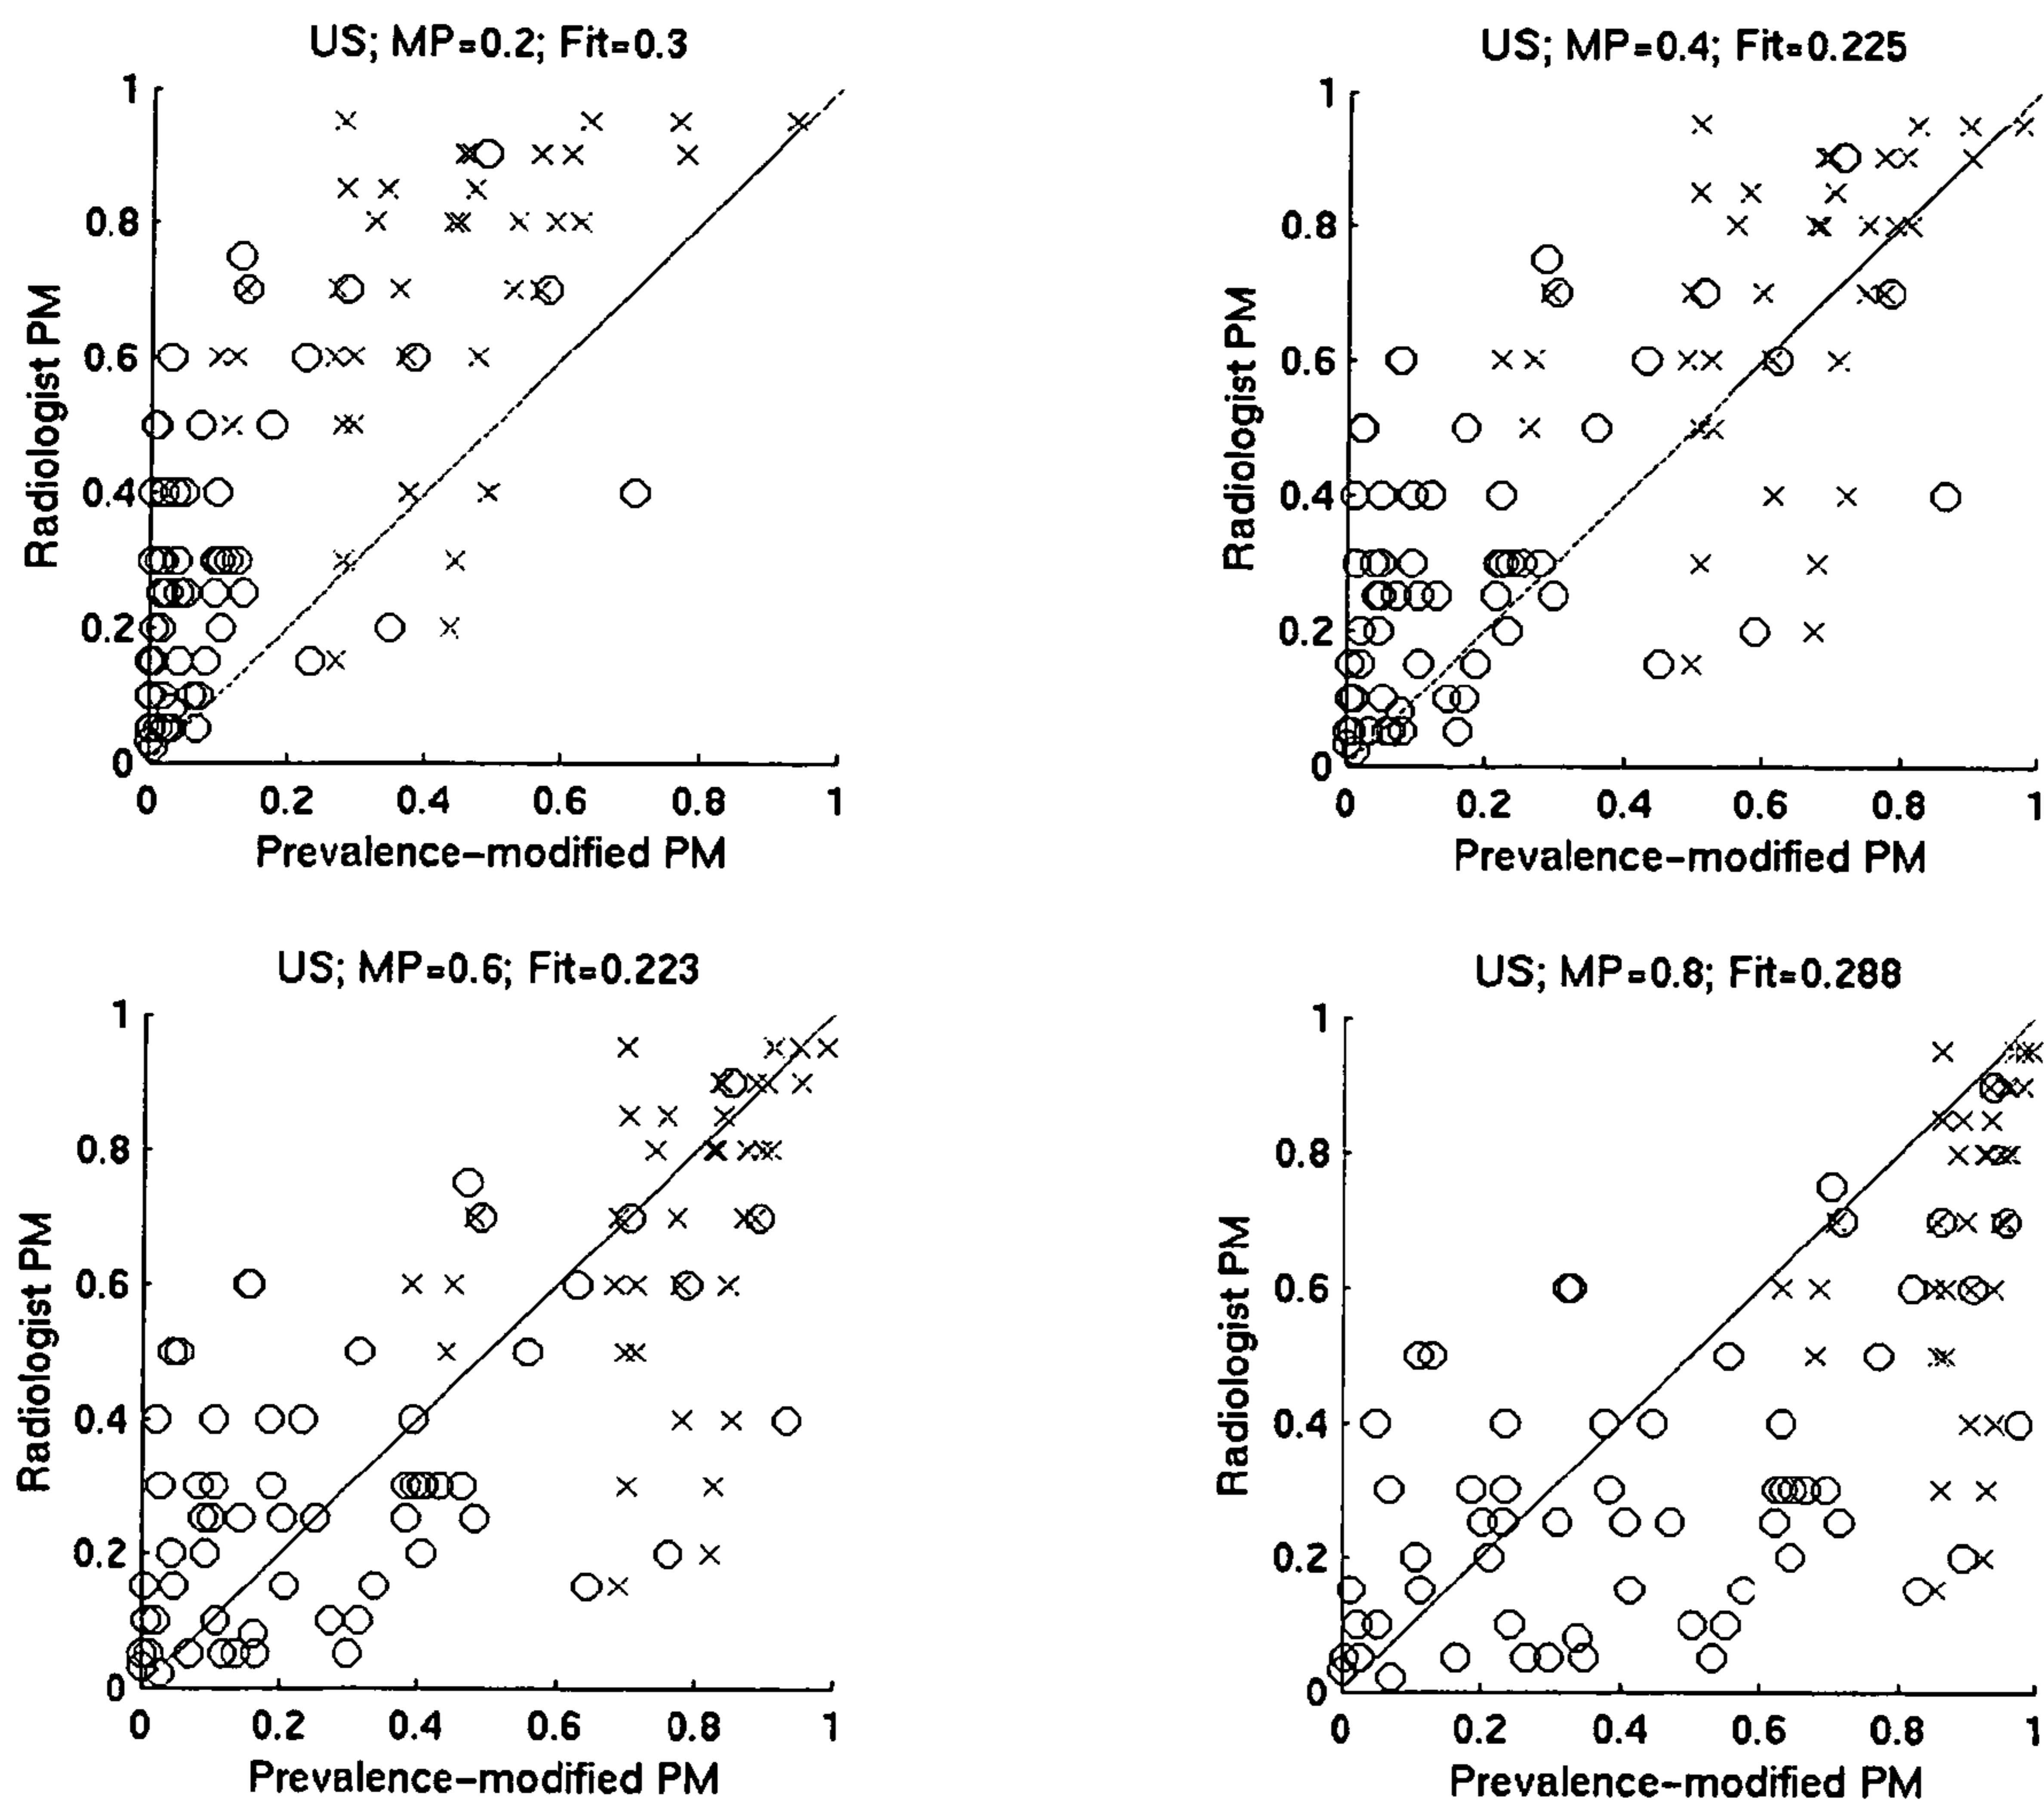 US; MP=0.2; Fit=0.3
1
0.8
0.6
0.4
0.2
0
Radiologist PM
0 0.2 0.4 0.6 0.8 1
Prevalence-modified PM
US; MP=0.4; Fit=0.225
1
0.8
0.6
0.4
0.2
0
Radiologist PM
0 0.2 0.4 0.6 0.8 1
Prevalence-modified PM
US; MP=0.6; Fit=0.223
1
0.8
0.6
0.4
0.2
0
Radiologist PM
0 0.2 0.4 0.6 0.8 1
Prevalence-modified PM
US; MP=0.8; Fit=0.288
1
0.8
0.6
0.4
0.2
0
Radiologist PM
0 0.2 0.4 0.6 0.8 1
Prevalence-modified PM